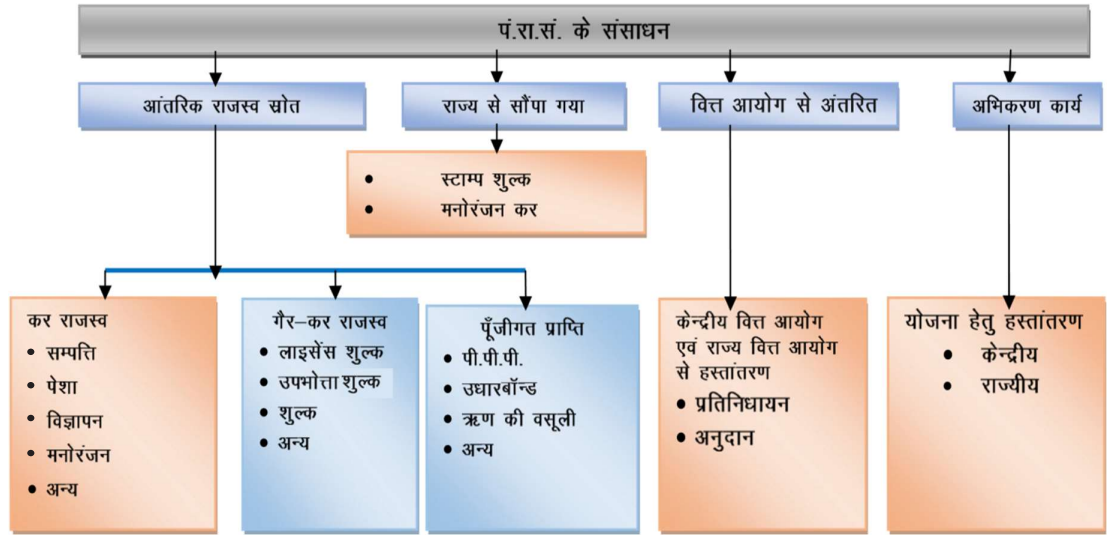 पं.रा.सं. के संसाधन
आंतरिक राजस्व स्रोत
राज्य से सौंपा गया
वित्त आयोग से अंतरित
अभिकरण कार्य
• स्टाम्प शुल्क
• मनोरंजन कर
कर राजस्व
• सम्पत्ति
• पेशा
• विज्ञापन
• मनोरंजन
• अन्य
गैर–कर राजस्व
• लाइसेंस शुल्क
• उपभोत्ता शुल्क
• शुल्क
• अन्य
पूँजीगत प्राप्ति
• पी.पी.पी.
• उधारबॉन्ड
• ऋण की वसूली
• अन्य
केन्द्रीय वित्त आयोग
एवं राज्य वित्त आयोग
से हस्तांतरण
• प्रतिनिधायन
• अनुदान
योजना हेतु हस्तांतरण
• केन्द्रीय
• राज्यीय